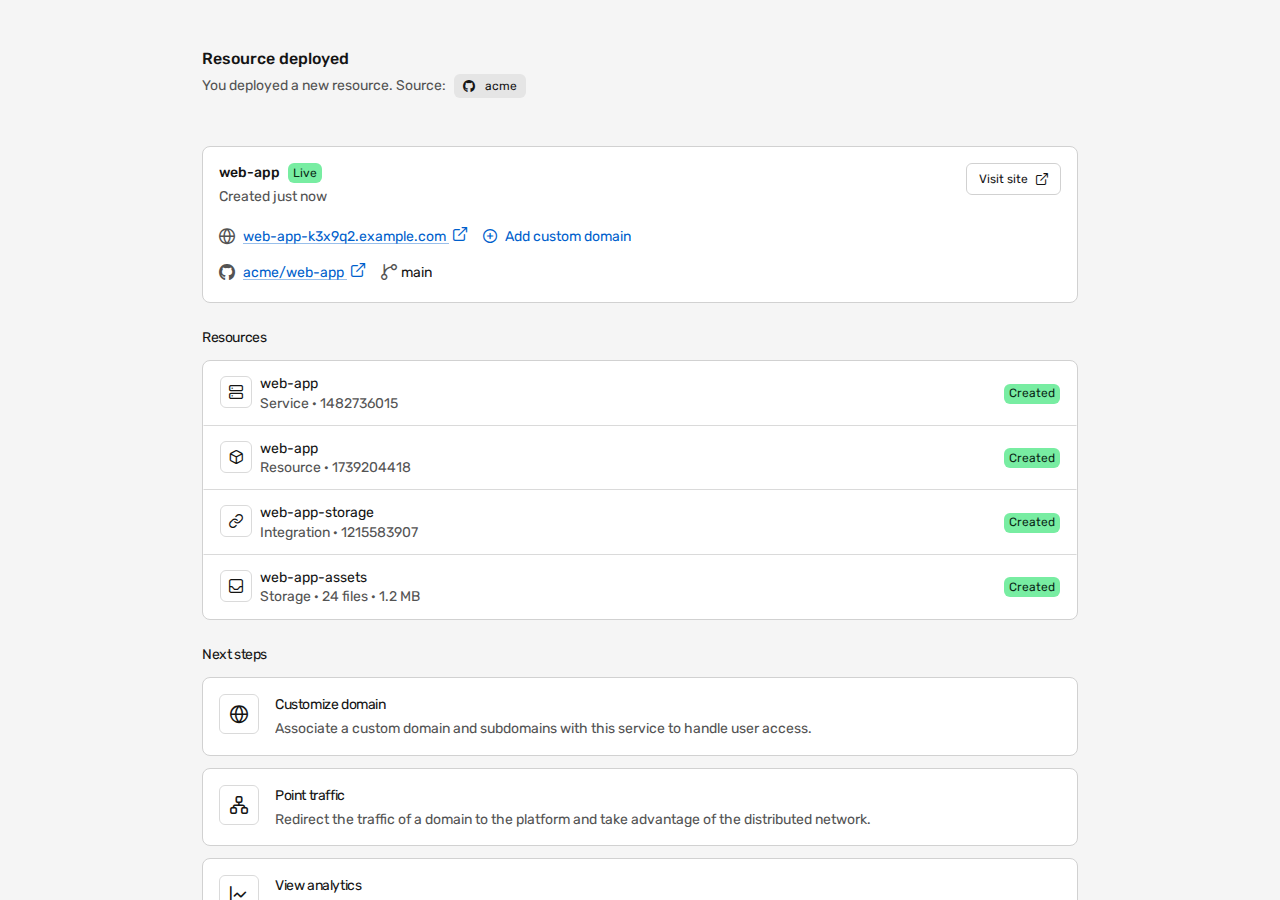 Resource deployed
You deployed a new resource. Source: acme
web-app Live
Visit site
Created just now
web-app-k3x9q2.example.com Add custom domain
acme/web-app main
Resources
web-app
Service • 1482736015
Created
web-app
Resource • 1739204418
Created
web-app-storage
Integration • 1215583907
Created
web-app-assets
Storage • 24 files • 1.2 MB
Created
Next steps
Customize domain
Associate a custom domain and subdomains with this service to handle user access.
Point traffic
Redirect the traffic of a domain to the platform and take advantage of the distributed network.
View analytics